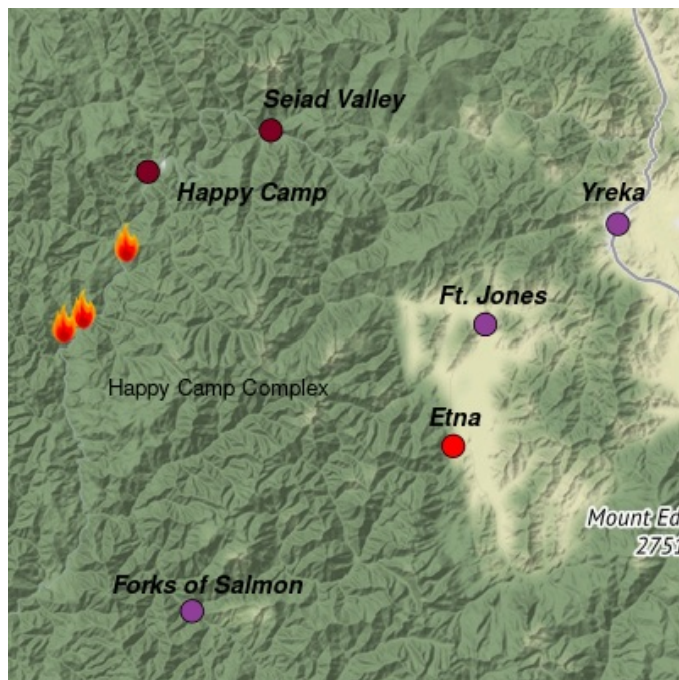 Seiad Valley
Happy Camp
Yreka
Ft. Jones
Happy Camp Complex
Etna
Mount Ed
2751
Forks of Salmon